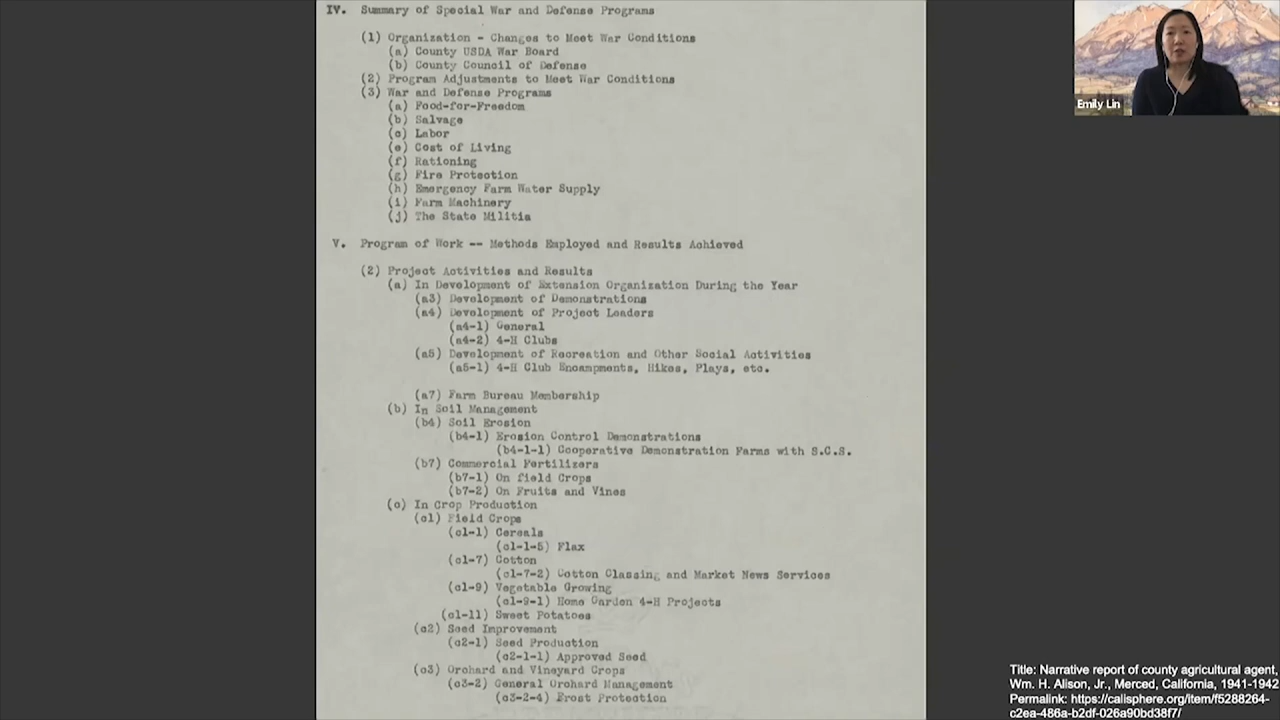 IV. Summary of Special War and Defense Programs
(1) Organization - Changes to Meet War Conditions
(a) County USDA War Board
(b) County Council of Defense
(2) Program Adjustments to Meet War Conditions
(3) War and Defense Programs
(a) Food-for-Freedom
(b) Salvage
(c) Labor
(e) Cost of Living
(f) Rationing
(g) Fire Protection
(h) Emergency Farm Water Supply
(i) Farm Machinery
(j) The State Militia
V. Program of Work -- Methods Employed and Results Achieved
(2) Project Activities and Results
(a) In Development of Extension Organization During the Year
(a3) Development of Demonstrations
(a4) Development of Project Leaders
(a4-1) General
(a4-2) 4-H Clubs
(a5) Development of Recreation and Other Social Activities
(a5-1) 4-H Club Encampments, Hikes, Plays, etc.
(a7) Farm Bureau Membership
(b) In Soil Management
(b4) Soil Erosion
(b4-1) Erosion Control Demonstrations
(b4-1-1) Cooperative Demonstration Farms with S.C.S.
(b7) Commercial Fertilizers
(b7-1) On field Crops
(b7-2) On Fruits and Vines
(c) In Crop Production
(c1) Field Crops
(c1-1) Cereals
(c1-1-5) Flax
(c1-7) Cotton
(c1-7-2) Cotton Classing and Market News Services
(c1-9) Vegetable Growing
(c1-9-1) Home Garden 4-H Projects
(c1-11) Sweet Potatoes
(c2) Seed Improvement
(c2-1) Seed Production
(c2-1-1) Approved Seed
(c3) Orchard and Vineyard Crops
(c3-2) General Orchard Management
(c3-2-4) Frost Protection
Emily Lin
Title: Narrative report of county agricultural agent,
Wm. H. Alison, Jr., Merced, California, 1941-1942
Permalink: https://calisphere.org/item/f5288264-
c2ea-486a-b2df-026a90bd38f7/